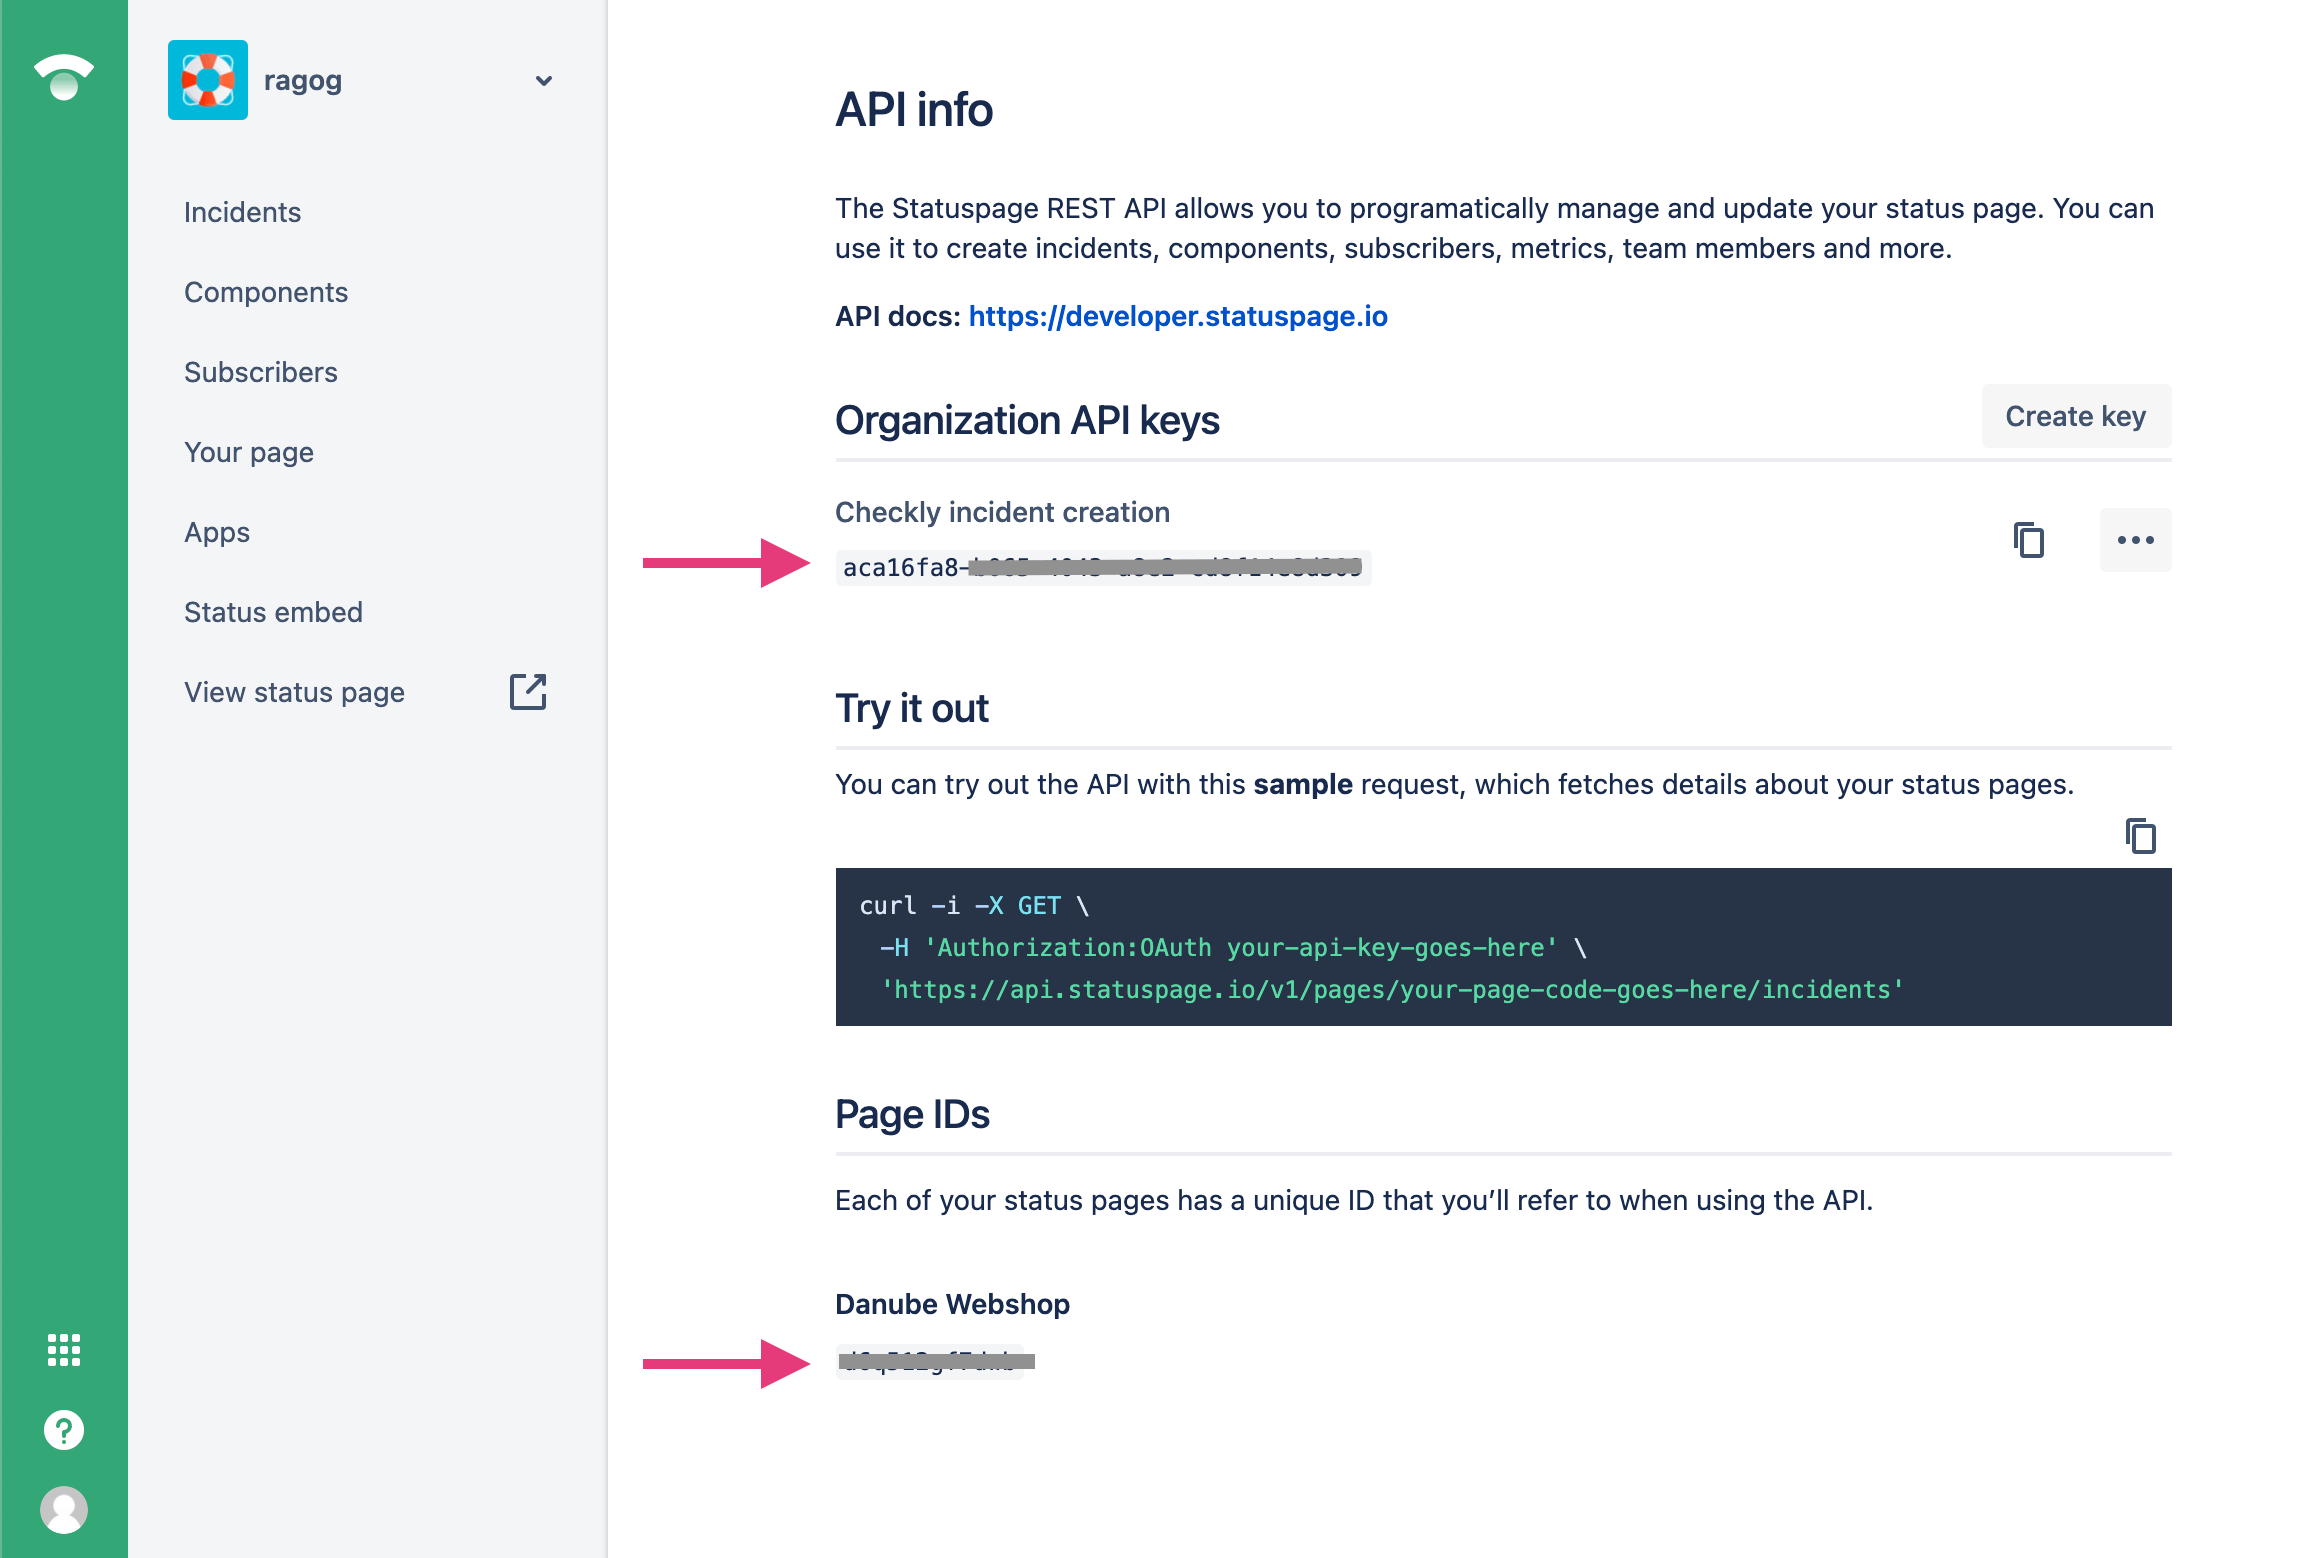 ragog
Incidents
Components
Subscribers
Your page
Apps
Status embed
View status page
API info
The Statuspage REST API allows you to programatically manage and update your status page. You can
use it to create incidents, components, subscribers, metrics, team members and more.
API docs: https://developer.statuspage.io
Organization API keys
Create key
Checkly incident creation
aca16fa8-
Try it out
You can try out the API with this sample request, which fetches details about your status pages.
curl -i -X GET \
-H 'Authorization:OAuth your-api-key-goes-here' \
'https://api.statuspage.io/v1/pages/your-page-code-goes-here/incidents'
Page IDs
Each of your status pages has a unique ID that you’ll refer to when using the API.
Danube Webshop